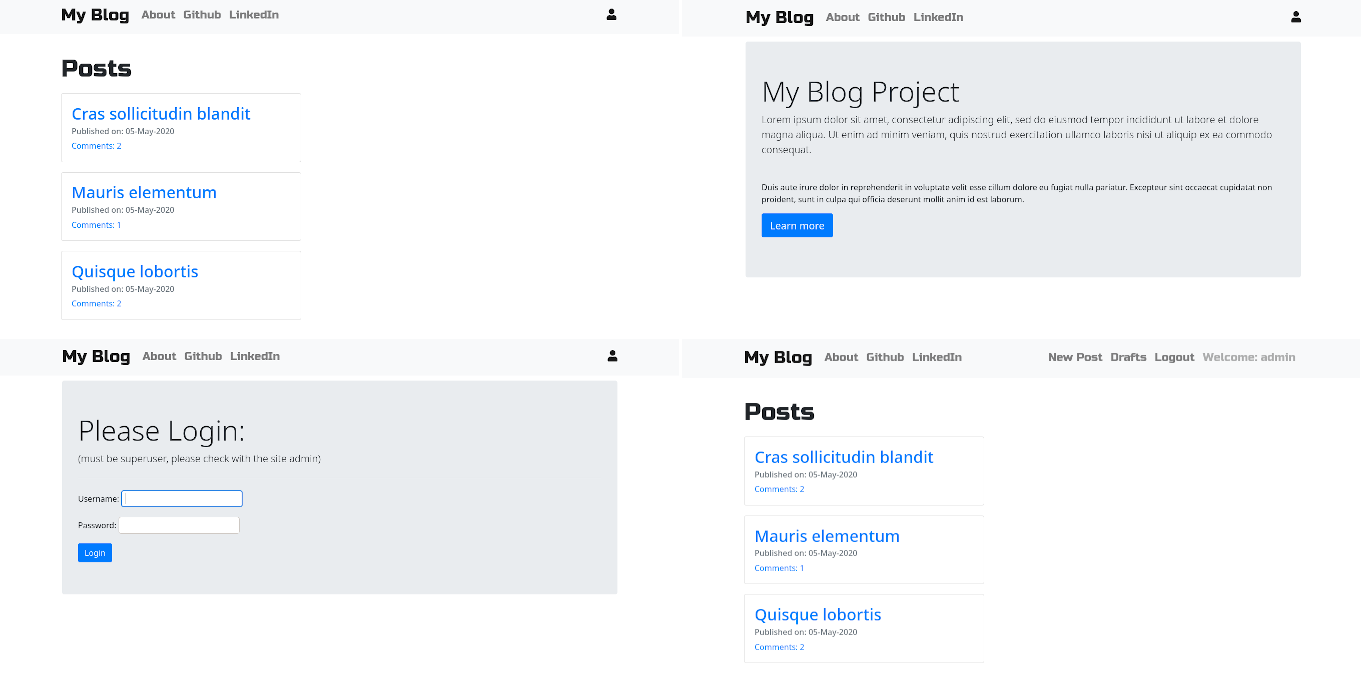 My Blog About Github LinkedIn
Posts
Cras sollicitudin blandit
Published on: 05-May-2020
Comments: 2
Mauris elementum
Published on: 05-May-2020
Comments: 1
Quisque lobortis
Published on: 05-May-2020
Comments: 2
My Blog About Github LinkedIn
My Blog Project
Lorem ipsum dolor sit amet, consectetur adipiscing elit, sed do eiusmod tempor incididunt ut labore et dolore
magna aliqua. Ut enim ad minim veniam, quis nostrud exercitation ullamco laboris nisi ut aliquip ex ea commodo
consequat.
Duis aute irure dolor in reprehenderit in voluptate velit esse cillum dolore eu fugiat nulla pariatur. Excepteur sint occaecat cupidatat non
proident, sunt in culpa qui officia deserunt mollit anim id est laborum.
Learn more
My Blog About Github LinkedIn
Please Login:
(must be superuser, please check with the site admin)
Username:
Password:
Login
My Blog About Github LinkedIn New Post Drafts Logout Welcome: admin
Posts
Cras sollicitudin blandit
Published on: 05-May-2020
Comments: 2
Mauris elementum
Published on: 05-May-2020
Comments: 1
Quisque lobortis
Published on: 05-May-2020
Comments: 2